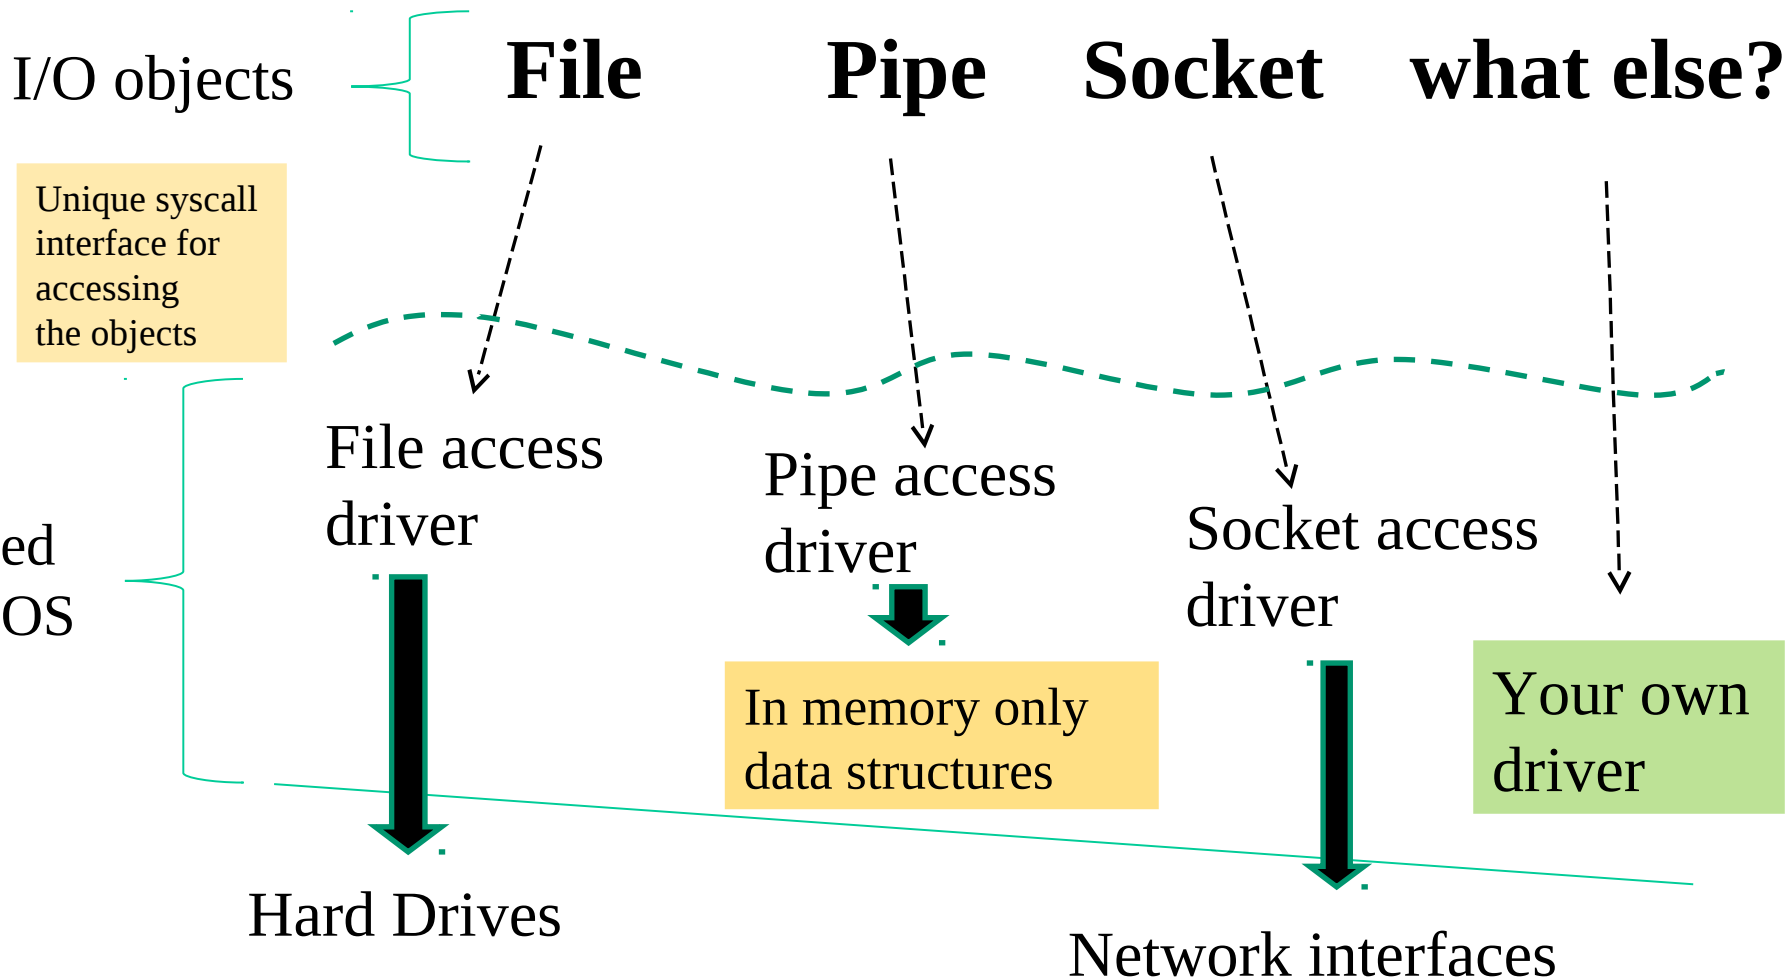 I/O objects
File
Pipe
Socket
what else?
Unique syscall
interface for
accessing
the objects
File access
driver
Pipe access
driver
Socket access
driver
ed
OS
In memory only
data structures
Your own
driver
Hard Drives
Network interfaces